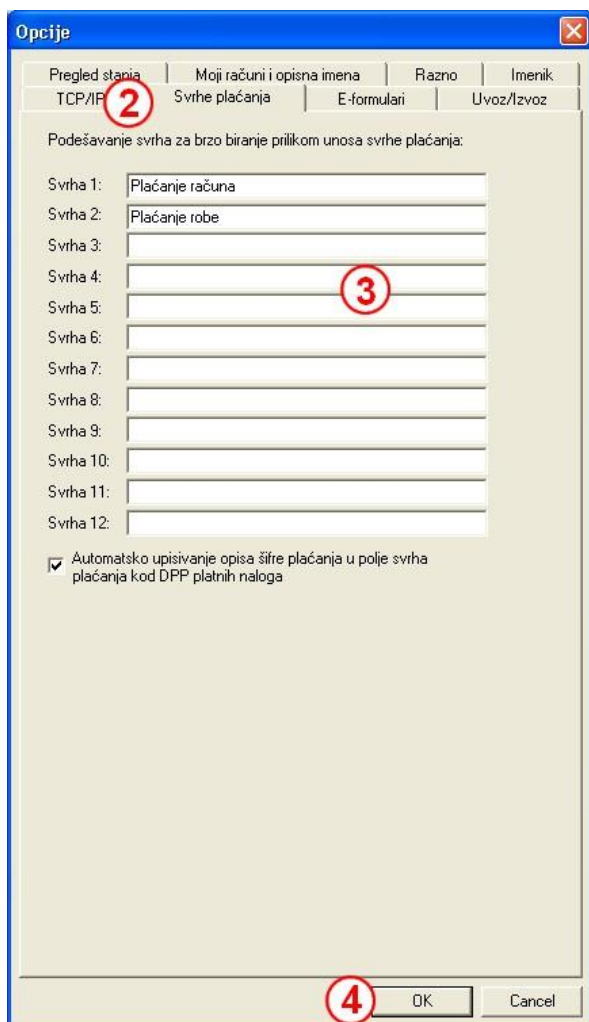 Opcije
Pregled stanja Moji računi i opisna imena Razno Imenik
TCP/IP 2 Svrhe plaćanja E-formulari Uvoz/Izvoz
Podešavanje svrha za brzo biranje prilikom unosa svrhe plaćanja:
Svrha 1: Plaćanje računa
Svrha 2: Plaćanje robe
Svrha 3:
Svrha 4:
3
Svrha 5:
Svrha 6:
Svrha 7:
Svrha 8:
Svrha 9:
Svrha 10:
Svrha 11:
Svrha 12:
Automatsko upisivanje opisa šifre plaćanja u polje svrha
plaćanja kod DPP platnih naloga
4 OK Cancel